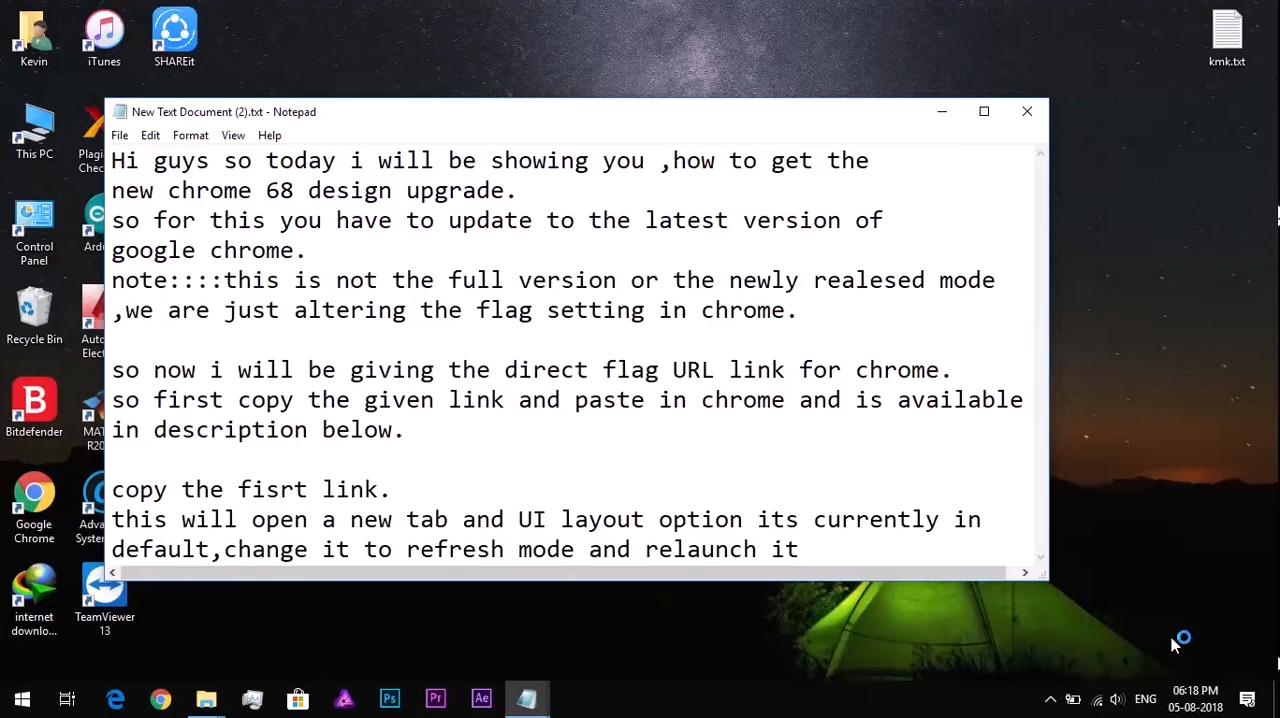 Kevin
iTunes
SHAREit
kmk.txt
New Text Document (2).txt - Notepad
File Edit Format View Help
Hi guys so today i will be showing you ,how to get the
new chrome 68 design upgrade.
so for this you have to update to the latest version of
google chrome.
note::::this is not the full version or the newly realesed mode
,we are just altering the flag setting in chrome.
so now i will be giving the direct flag URL link for chrome.
so first copy the given link and paste in chrome and is available
in description below.
copy the fisrt link.
this will open a new tab and UI layout option its currently in
default,change it to refresh mode and relaunch it
This PC
Control
Panel
Recycle Bin
B
Bitdefender
Google
Chrome
internet
downlo...
TeamViewer
13
Ps
Pr
Ae
ENG
06:18 PM
05-08-2018